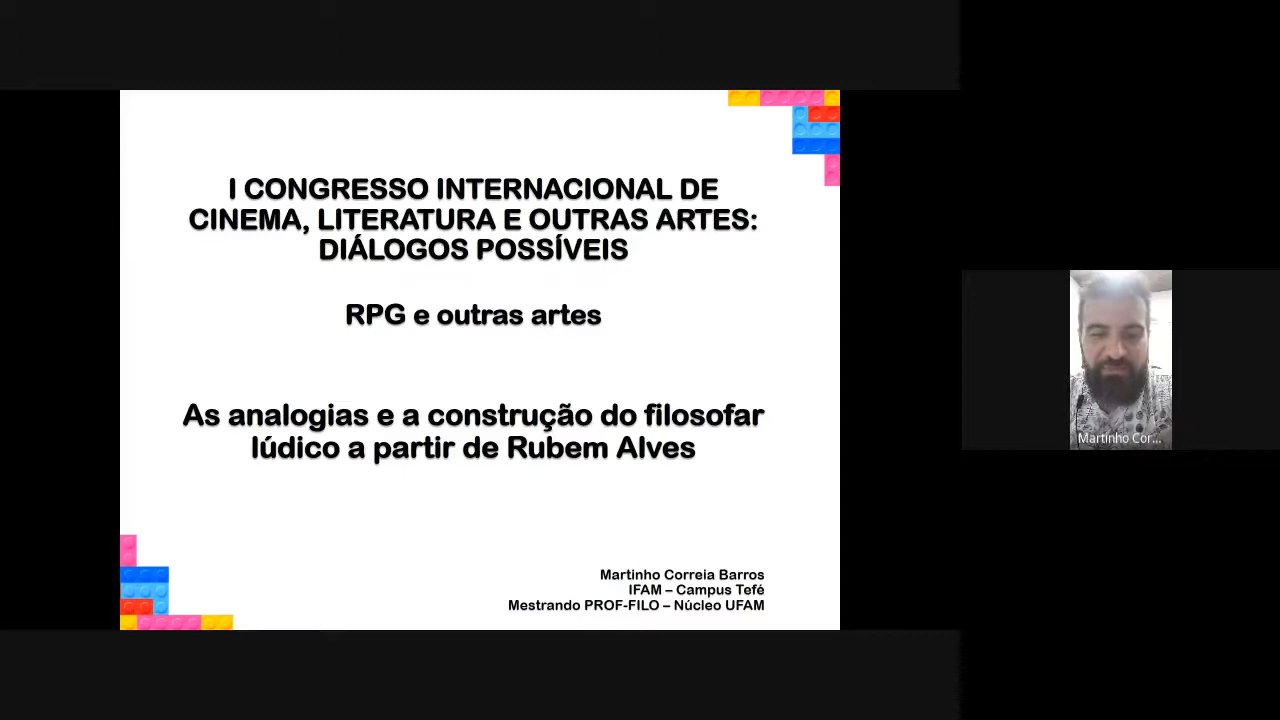 I CONGRESSO INTERNACIONAL DE
CINEMA, LITERATURA E OUTRAS ARTES:
DIÁLOGOS POSSÍVEIS
RPG e outras artes
As analogias e a construção do filosofar
lúdico a partir de Rubem Alves
Martinho Correia Barros
IFAM – Campus Tefé
Mestrando PROF-FILO – Núcleo UFAM
Martinho Cor...